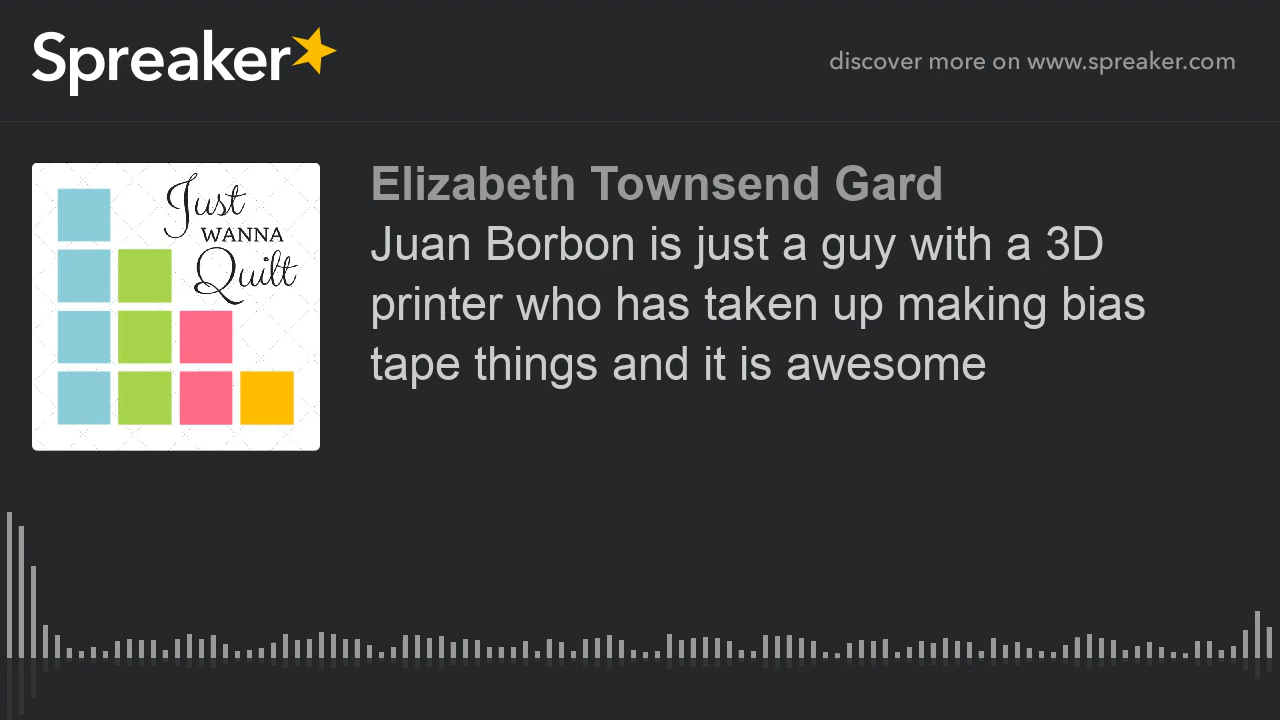 Spreaker
discover more on www.spreaker.com
Just
WANNA
Quilt
Elizabeth Townsend Gard
Juan Borbon is just a guy with a 3D
printer who has taken up making bias
tape things and it is awesome